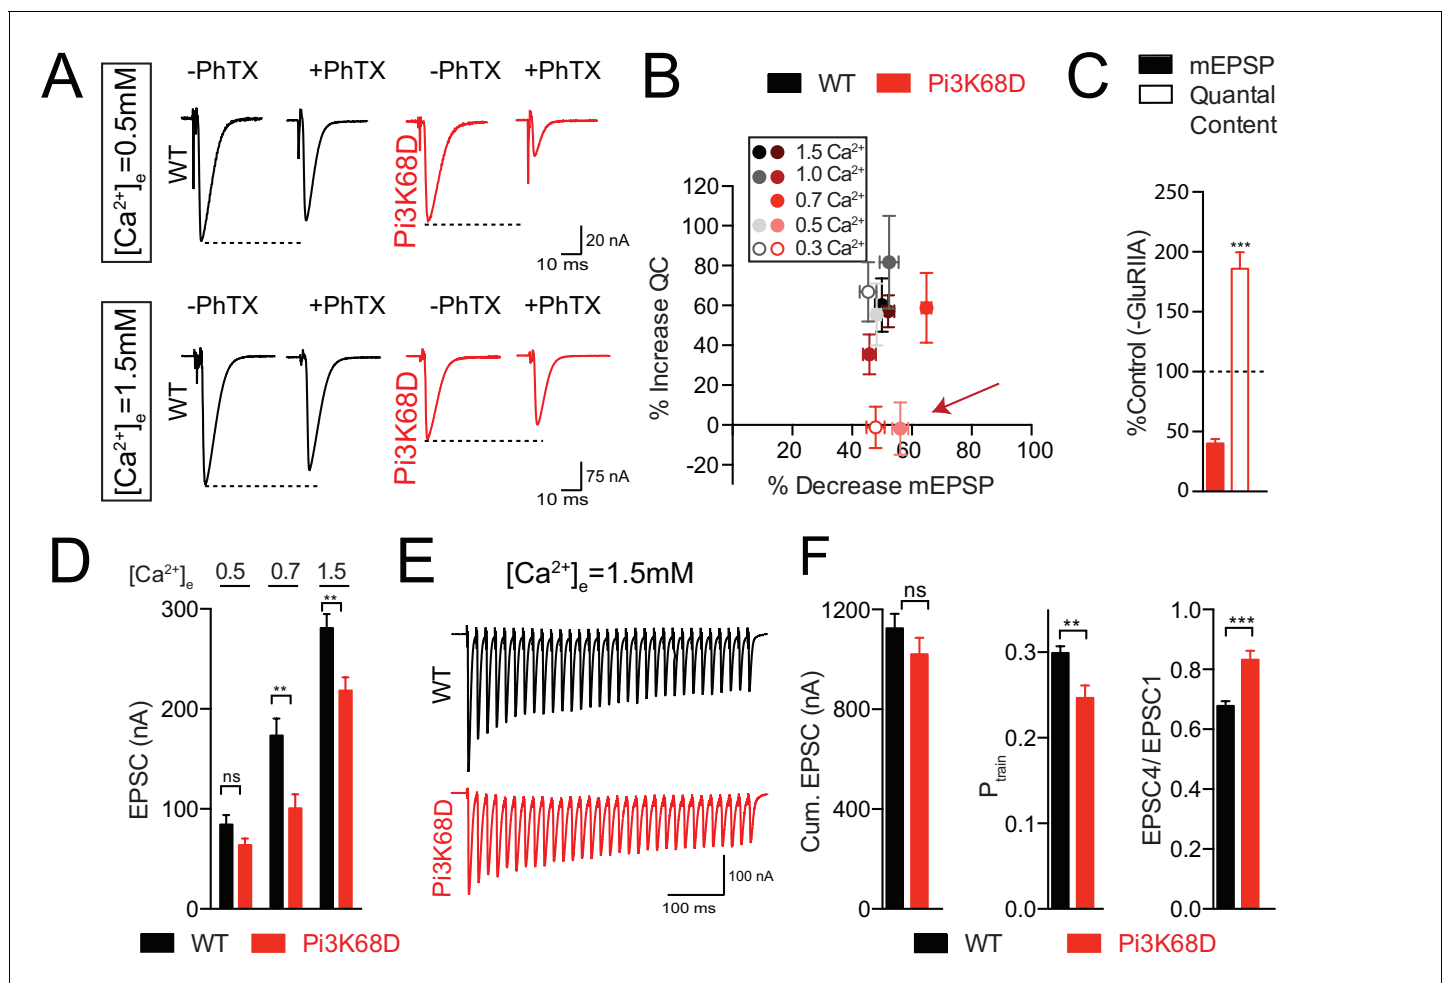 A
[Ca²⁺]ₑ=0.5mM
-PhTX
+PhTX
-PhTX
+PhTX
WT
Pi3K68D
20 nA
10 ms
[Ca²⁺]ₑ=1.5mM
-PhTX
+PhTX
-PhTX
+PhTX
WT
Pi3K68D
75 nA
10 ms
B
WT
Pi3K68D
1.5 Ca²⁺
1.0 Ca²⁺
0.7 Ca²⁺
0.5 Ca²⁺
0.3 Ca²⁺
% Increase QC
120
100
80
60
40
20
0
-20
20
40
60
80
100
% Decrease mEPSP
C
mEPSP
Quantal
Content
%Control (-GluRIIA)
250
200
150
100
50
0
***
D
[Ca²⁺]ₑ 0.5 0.7 1.5
EPSC (nA)
300
200
100
0
ns
**
**
WT
Pi3K68D
E
[Ca²⁺]ₑ=1.5mM
WT
Pi3K68D
100 nA
100 ms
F
Cum. EPSC (nA)
1200
800
400
0
ns
P train
0.3
0.2
0.1
0.0
**
EPSC4/ EPSC1
1.0
0.8
0.6
0.4
0.2
0.0
***
WT
Pi3K68D